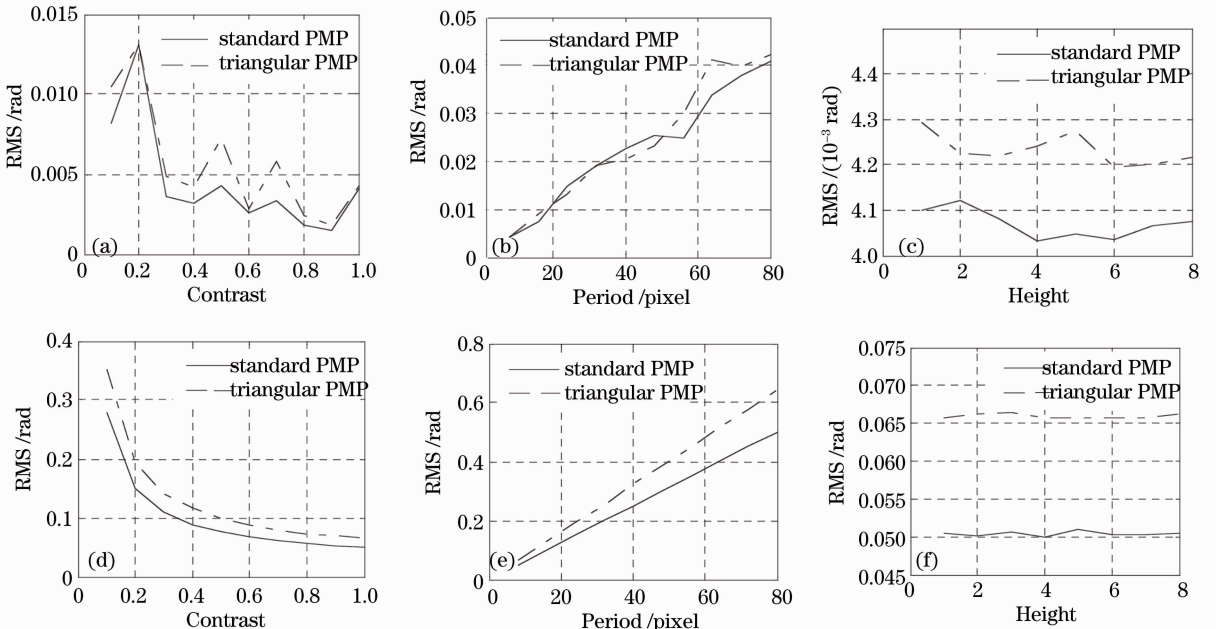 0.015
0.010
0.005
0
RMS /rad
standard PMP
triangular PMP
(a)
0 0.2 0.4 0.6 0.8 1.0
Contrast
0.05
0.04
0.03
0.02
0.01
0
RMS /rad
standard PMP
triangular PMP
(b)
0 20 40 60 80
Period /pixel
4.4
4.3
4.2
4.1
4.0
RMS /(10⁻³ rad)
standard PMP
triangular PMP
(c)
0 2 4 6 8
Height
0.4
0.3
0.2
0.1
0
RMS /rad
standard PMP
triangular PMP
(d)
0 0.2 0.4 0.6 0.8 1.0
Contrast
0.8
0.6
0.4
0.2
0
RMS /rad
standard PMP
triangular PMP
(e)
0 20 40 60 80
Period /pixel
0.075
0.070
0.065
0.060
0.055
0.050
0.045
RMS /rad
standard PMP
triangular PMP
(f)
0 2 4 6 8
Height